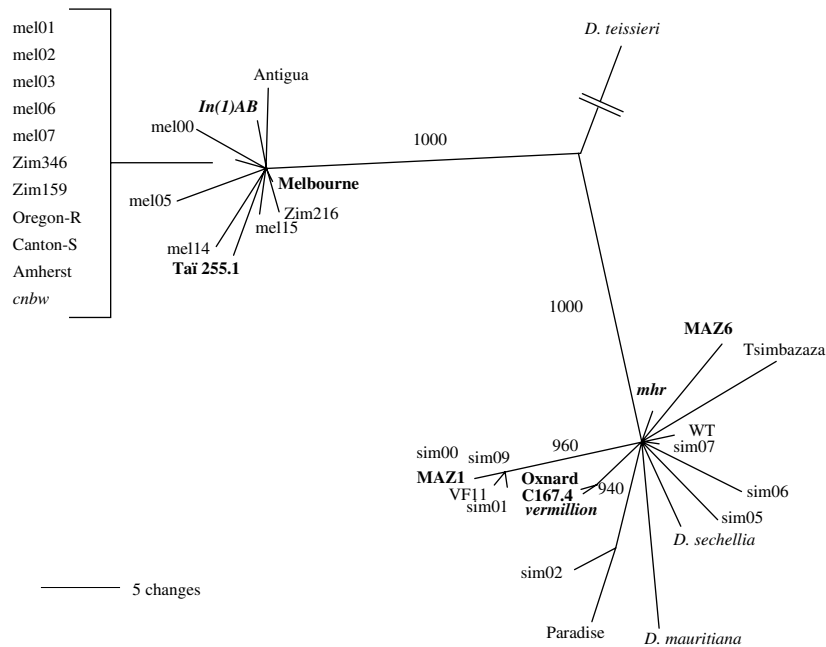 mel01
mel02
mel03
mel06
mel07
Zim346
Zim159
Oregon-R
Canton-S
Amherst
cnbw
Antigua
In(1)AB
mel00
mel05
Melbourne
Zim216
mel15
mel14
Taï 255.1
1000
D. teissieri
1000
MAZ6
Tsimbazaza
mhr
WT
sim07
960
sim00
sim09
MAZ1
VF11
sim01
Oxnard
C167.4
940
vermillion
sim06
sim05
D. sechellia
sim02
Paradise
D. mauritiana
5 changes